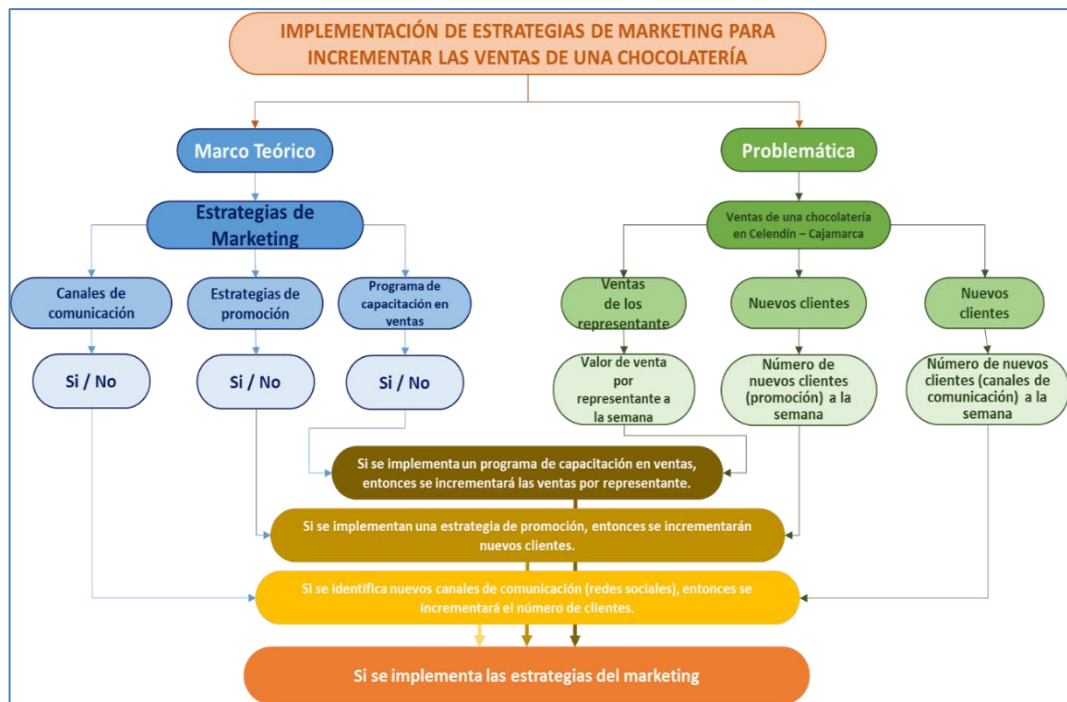 IMPLEMENTACIÓN DE ESTRATEGIAS DE MARKETING PARA
INCREMENTAR LAS VENTAS DE UNA CHOCOLATERÍA
Marco Teórico
Problemática
Estrategias de
Marketing
Ventas de una chocolatería
en Celendín – Cajamarca
Canales de
comunicación
Estrategias de
promoción
Programa de
capacitación en
ventas
Ventas
de los
representante
Nuevos clientes
Nuevos
clientes
Si / No
Si / No
Si / No
Valor de venta
por
representante a
la semana
Número de
nuevos clientes
(promoción) a la
semana
Número de nuevos
clientes (canales de
comunicación) a la
semana
Si se implementa un programa de capacitación en ventas,
entonces se incrementará las ventas por representante.
Si se implementan una estrategia de promoción, entonces se incrementarán
nuevos clientes.
Si se identifica nuevos canales de comunicación (redes sociales), entonces se
incrementará el número de clientes.
Si se implementa las estrategias del marketing